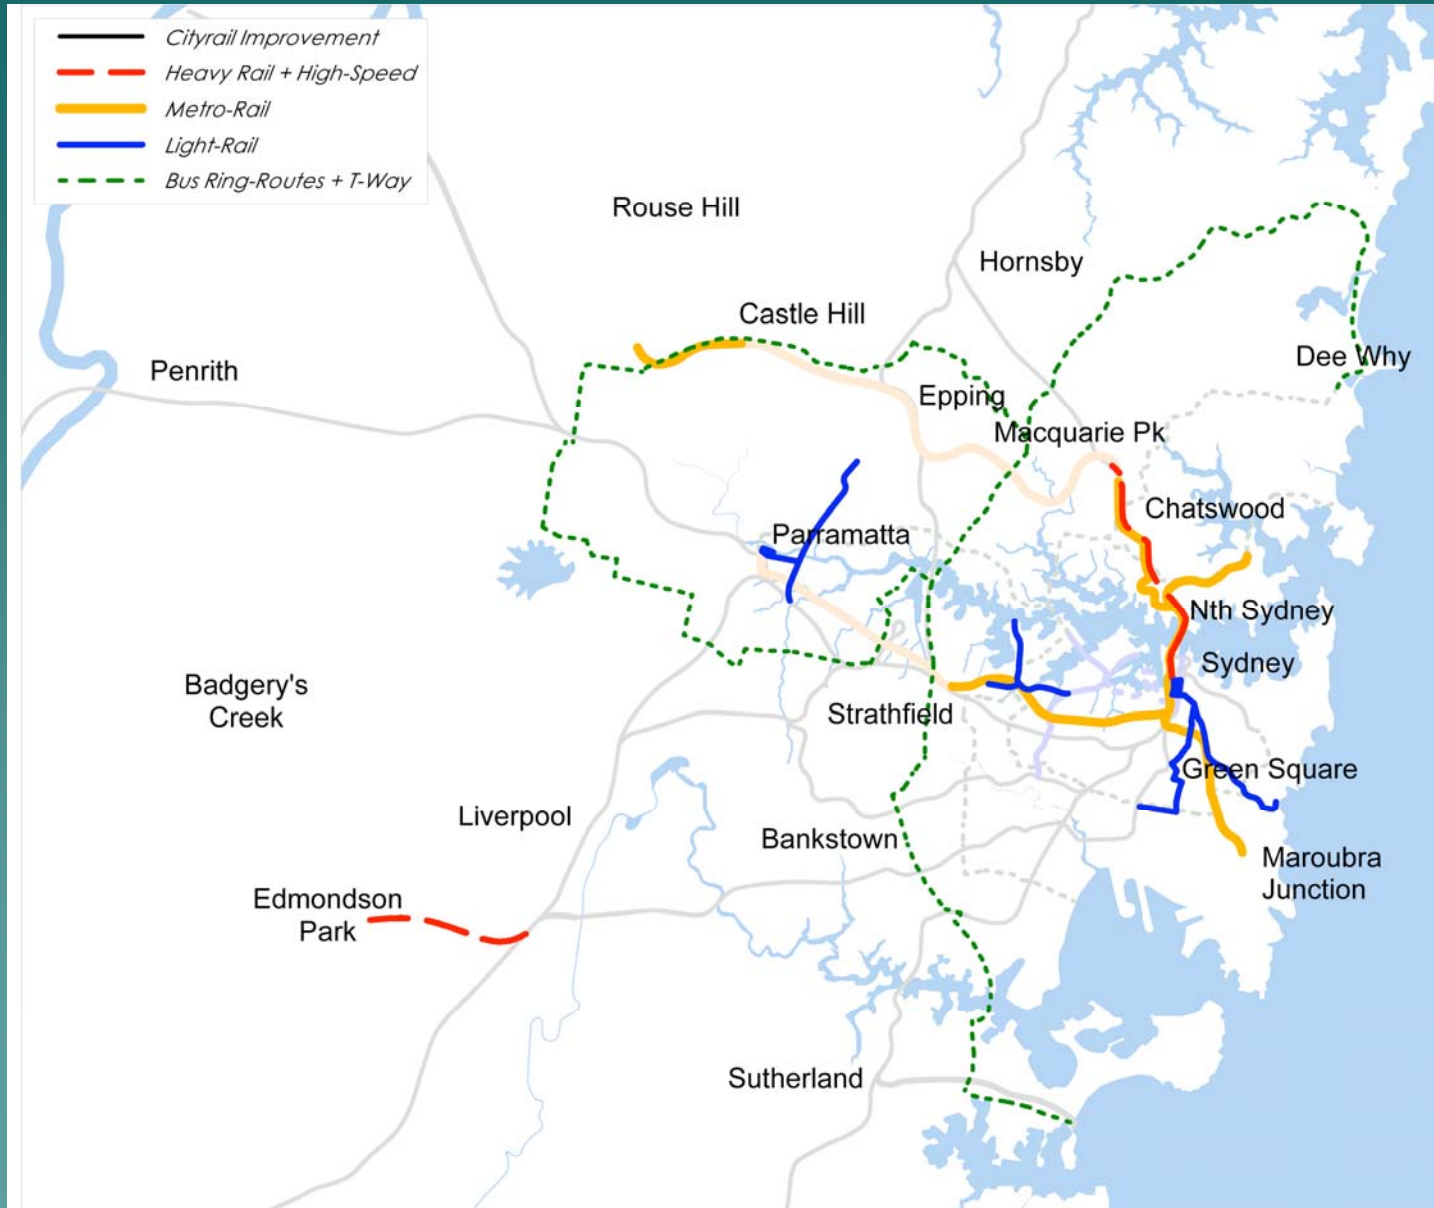 Cityrail Improvement
Heavy Rail + High-Speed
Metro-Rail
Light-Rail
Bus Ring-Routes + T-Way
Rouse Hill
Hornsby
Castle Hill
Dee Why
Penrith
Epping
Macquarie Pk
Chatswood
Parramatta
Nth Sydney
Sydney
Badgery's
Creek
Strathfield
Green Square
Liverpool
Bankstown
Maroubra
Junction
Edmondson
Park
Sutherland